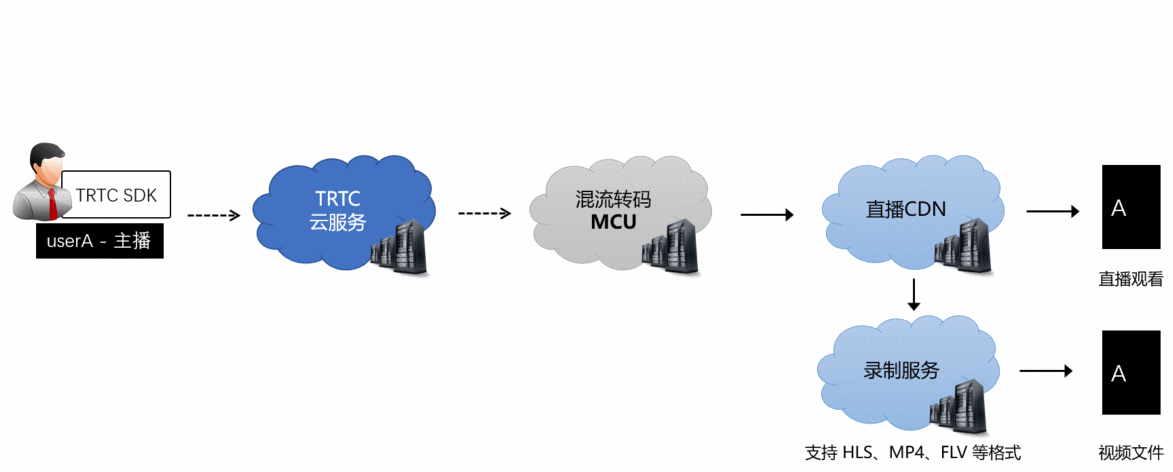 TRTC SDK
userA - 主播
TRTC
云服务
混流转码
MCU
直播CDN
A
直播观看
录制服务
支持 HLS、MP4、FLV 等格式
A
视频文件